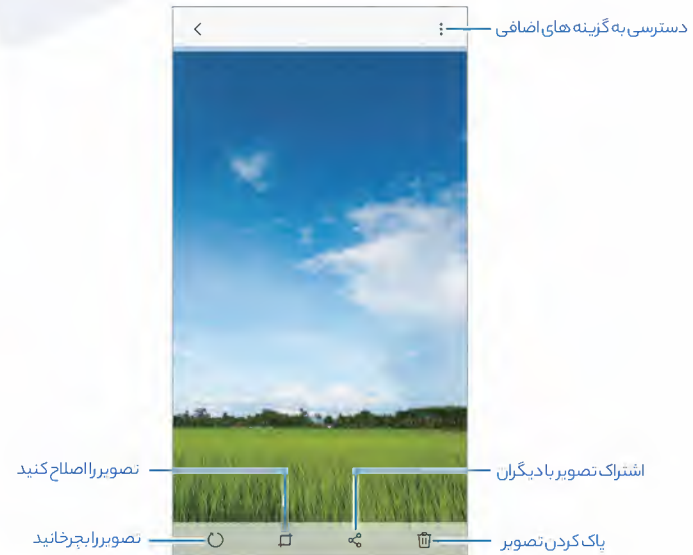 دسترسی به گزینه های اضافی
تصویر را اصلاح کنید
اشتراک تصویر با دیگران
تصویر را بچرخانید
پاک کردن تصویر